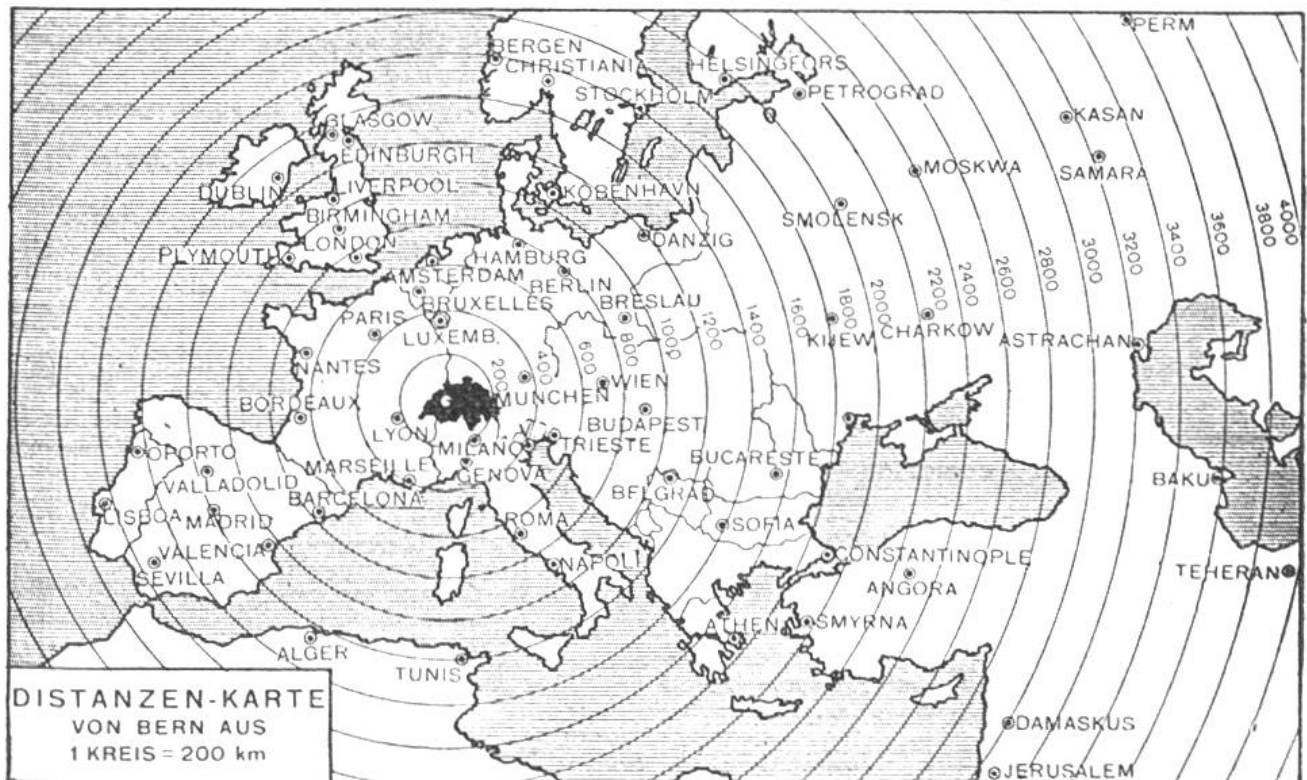 PERM
BERGEN
CHRISTIANIA
HELSINGFORS
STOCKHOLM
PETROGRAD
KASAN
GLASGOW
EDINBURGH
MOSKWA
SAMARA
DUBLIN
LIVERPOOL
KÖBENHAVN
BIRMINGHAM
SMOLENSK
LONDON
DANZIG
PLYMOUTH
HAMBURG
AMSTERDAM
BERLIN
BRUXELLES
BRESLAU
PARIS
LUXEMB.
KIJEW
CHARKOW
ASTRACHAN
200
400
600
800
1000
1200
1400
1600
1800
2000
2200
2400
2600
2800
3000
3200
3400
3600
3800
4000
NANTES
MÜNCHEN
WIEN
BORDEAUX
BUDAPEST
LYON
MILANO
TRIESTE
OPORTO
BUCAREST
MARSEILLE
GENOVA
VALLADOLID
BARCELONA
BELGRAD
BAKU
LISBOA
MADRID
ROMA
SOFIA
VALENCIA
CONSTANTINOPLE
SEVILLA
NAPOLI
ANGORA
TEHERAN
ATHEN
SMYRNA
ALGER
TUNIS
DAMASKUS
JERUSALEM
DISTANZEN-KARTE
VON BERN AUS
1 KREIS = 200 km